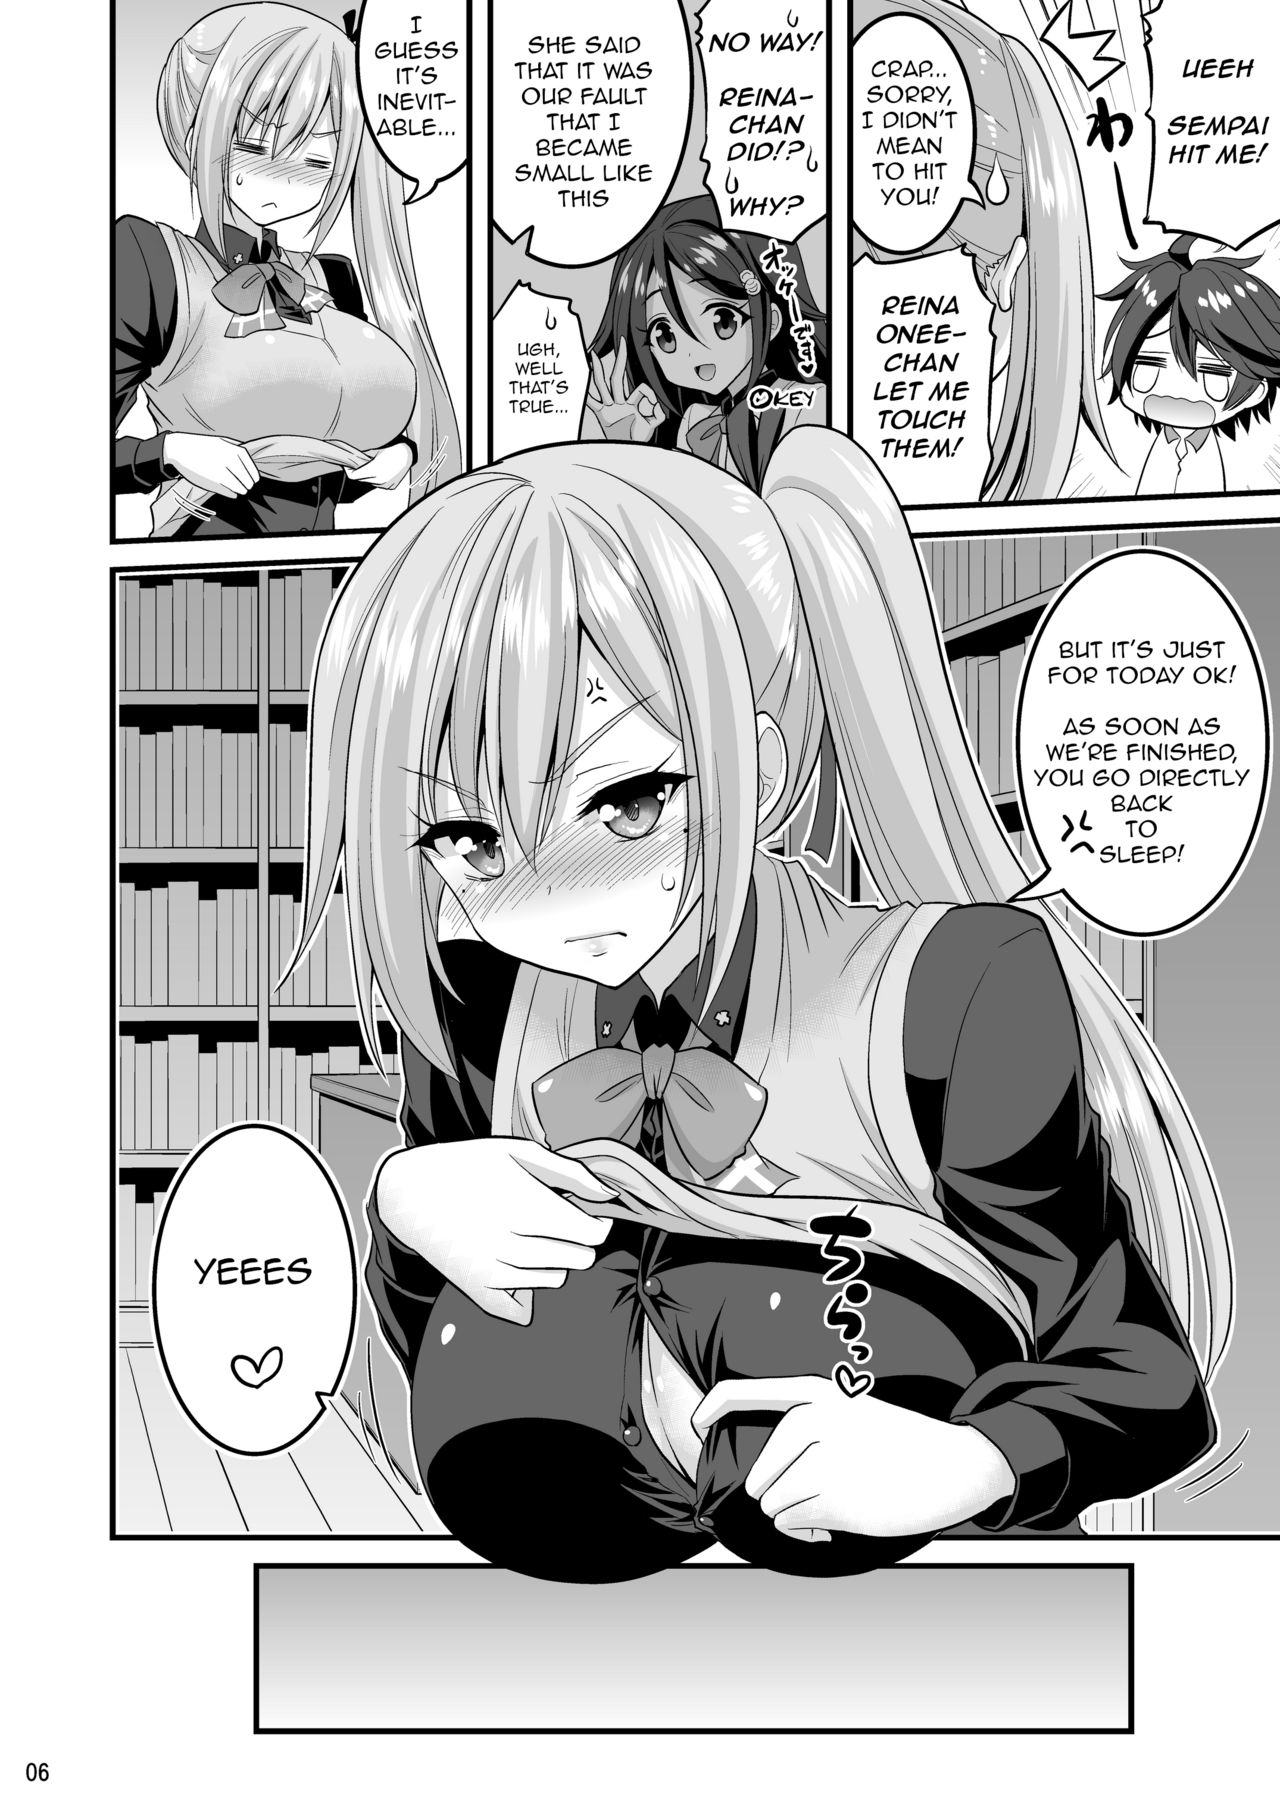 UEEH
SEMPAI
HIT ME!
わ
CRAP...
SORRY,
I DIDN'T
MEAN
TO HIT
YOU!
REINA
ONEE-
CHAN
LET ME
TOUCH
THEM!
NO WAY!
REINA-
CHAN
DID!?
WHY?
オッケーです♥
OKEY
SHE SAID
THAT IT WAS
OUR FAULT
THAT I
BECAME
SMALL LIKE
THIS
UGH,
WELL
THAT'S
TRUE...
I
GUESS
IT'S
INEVIT-
ABLE...
BUT IT'S JUST
FOR TODAY OK!
AS SOON AS
WE'RE FINISHED,
YOU GO DIRECTLY
BACK
TO
SLEEP!
ちらっ♡
YEEES
♡
06